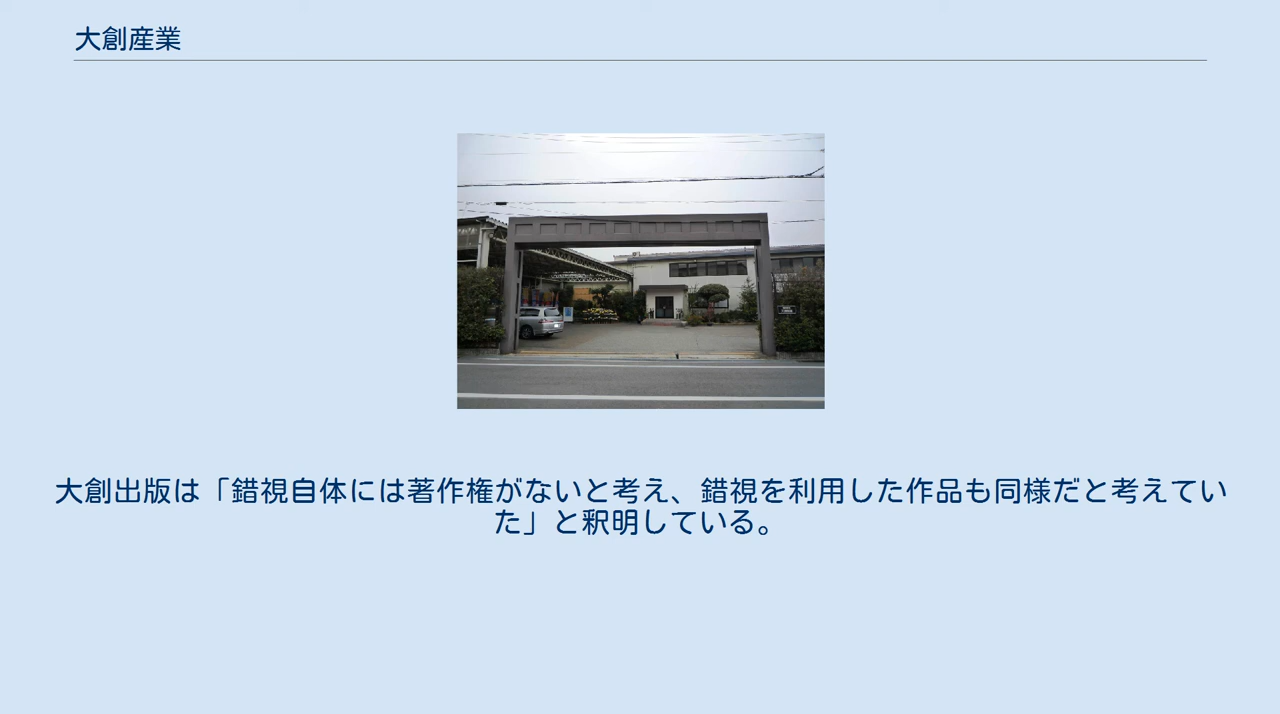 大創産業
大創出版は「錯視自体には著作権がないと考え、錯視を利用した作品も同様だと考えてい
た」と釈明している。